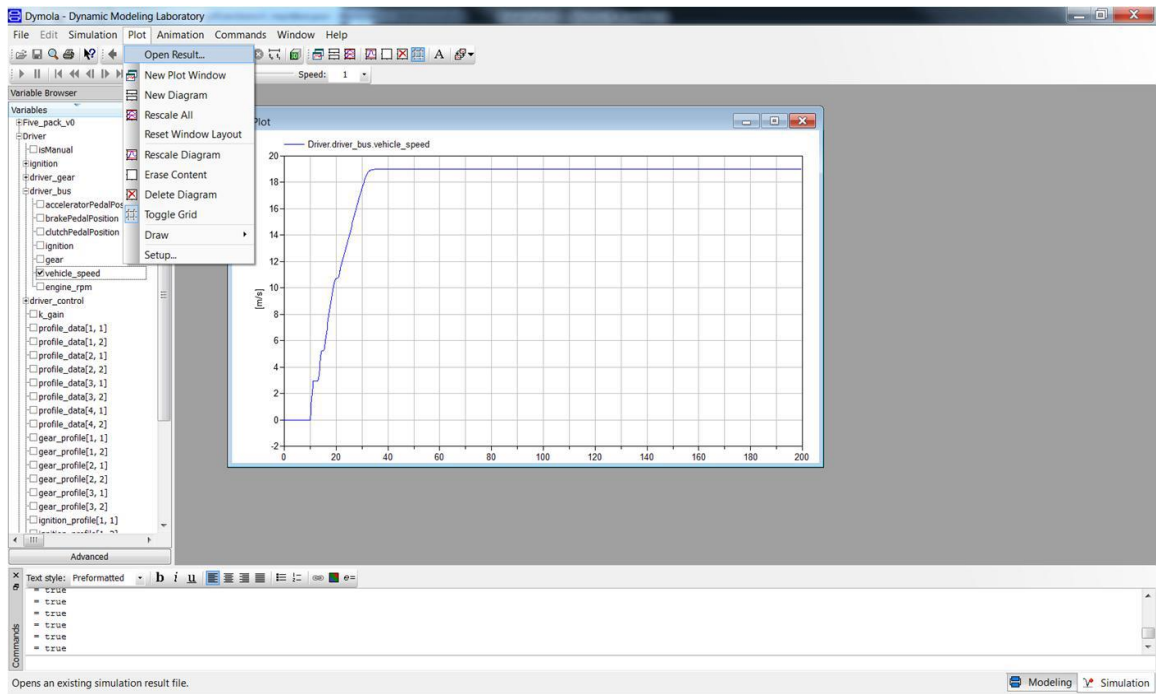 Dymola - Dynamic Modeling Laboratory
File Edit Simulation Plot Animation Commands Window Help
Open Result...
New Plot Window
New Diagram
Rescale All
Reset Window Layout
Rescale Diagram
Erase Content
Delete Diagram
Toggle Grid
Draw
Setup...
A
Speed: 1
Variable Browser
Variables
Five_pack_v0
Driver
isManual
ignition
driver_gear
driver_bus
acceleratorPedalPos
brakePedalPosition
clutchPedalPosition
ignition
gear
vehicle_speed
engine_rpm
driver_control
k_gain
profile_data[1, 1]
profile_data[1, 2]
profile_data[2, 1]
profile_data[2, 2]
profile_data[3, 1]
profile_data[3, 2]
profile_data[4, 1]
profile_data[4, 2]
gear_profile[1, 1]
gear_profile[1, 2]
gear_profile[2, 1]
gear_profile[2, 2]
gear_profile[3, 1]
gear_profile[3, 2]
ignition_profile[1, 1]
Advanced
Plot
Driver.driver_bus.vehicle_speed
20
18
16
14
12
10
8
6
4
2
0
-2
[m/s]
0 20 40 60 80 100 120 140 160 180 200
Text style: Preformatted b i u e=
= true
= true
= true
= true
= true
= true
Commands
Opens an existing simulation result file.
Modeling Simulation